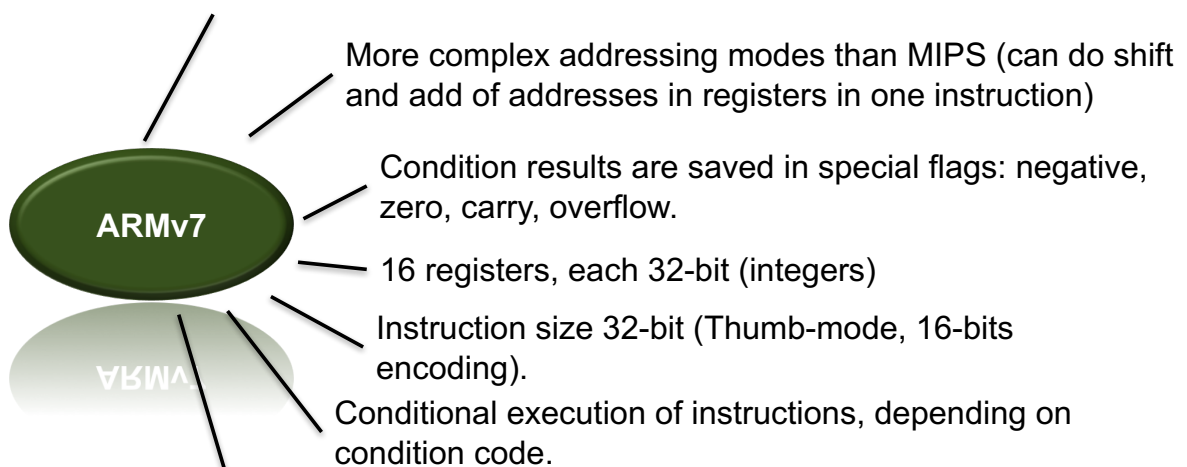 More complex addressing modes than MIPS (can do shift
and add of addresses in registers in one instruction)
Condition results are saved in special flags: negative,
zero, carry, overflow.
ARMv7
16 registers, each 32-bit (integers)
Instruction size 32-bit (Thumb-mode, 16-bits
encoding).
Conditional execution of instructions, depending on
condition code.